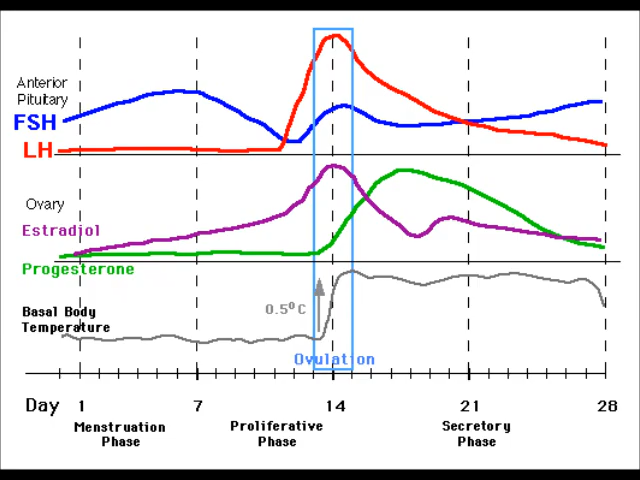 Anterior
Pituitary
FSH
LH
Ovary
Estradiol
Progesterone
0.5°C
Basal Body
Temperature
Ovulation
Day 1 7 14 21 28
Menstruation Phase
Proliferative Phase
Secretory Phase